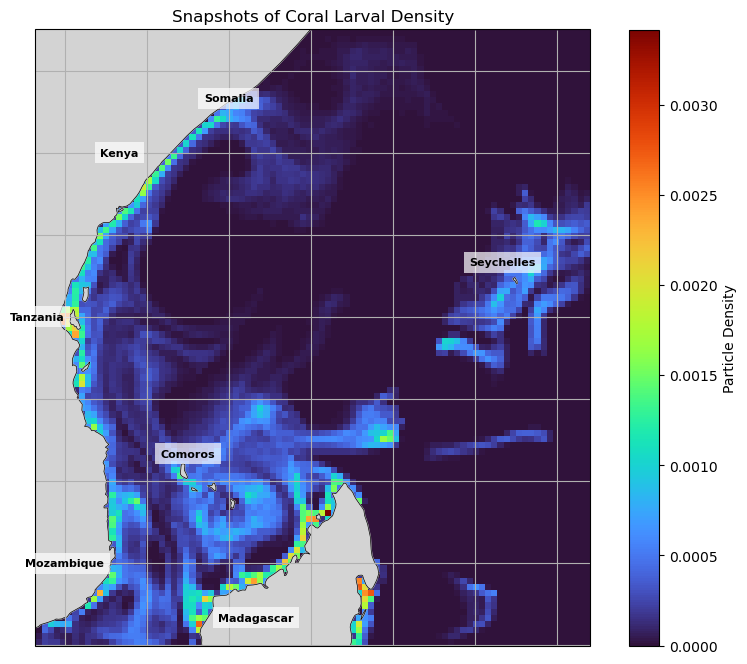 Snapshots of Coral Larval Density
Somalia
Kenya
Seychelles
Tanzania
Comoros
Mozambique
Madagascar
0.0030
0.0025
0.0020
0.0015
0.0010
0.0005
0.0000
Particle Density